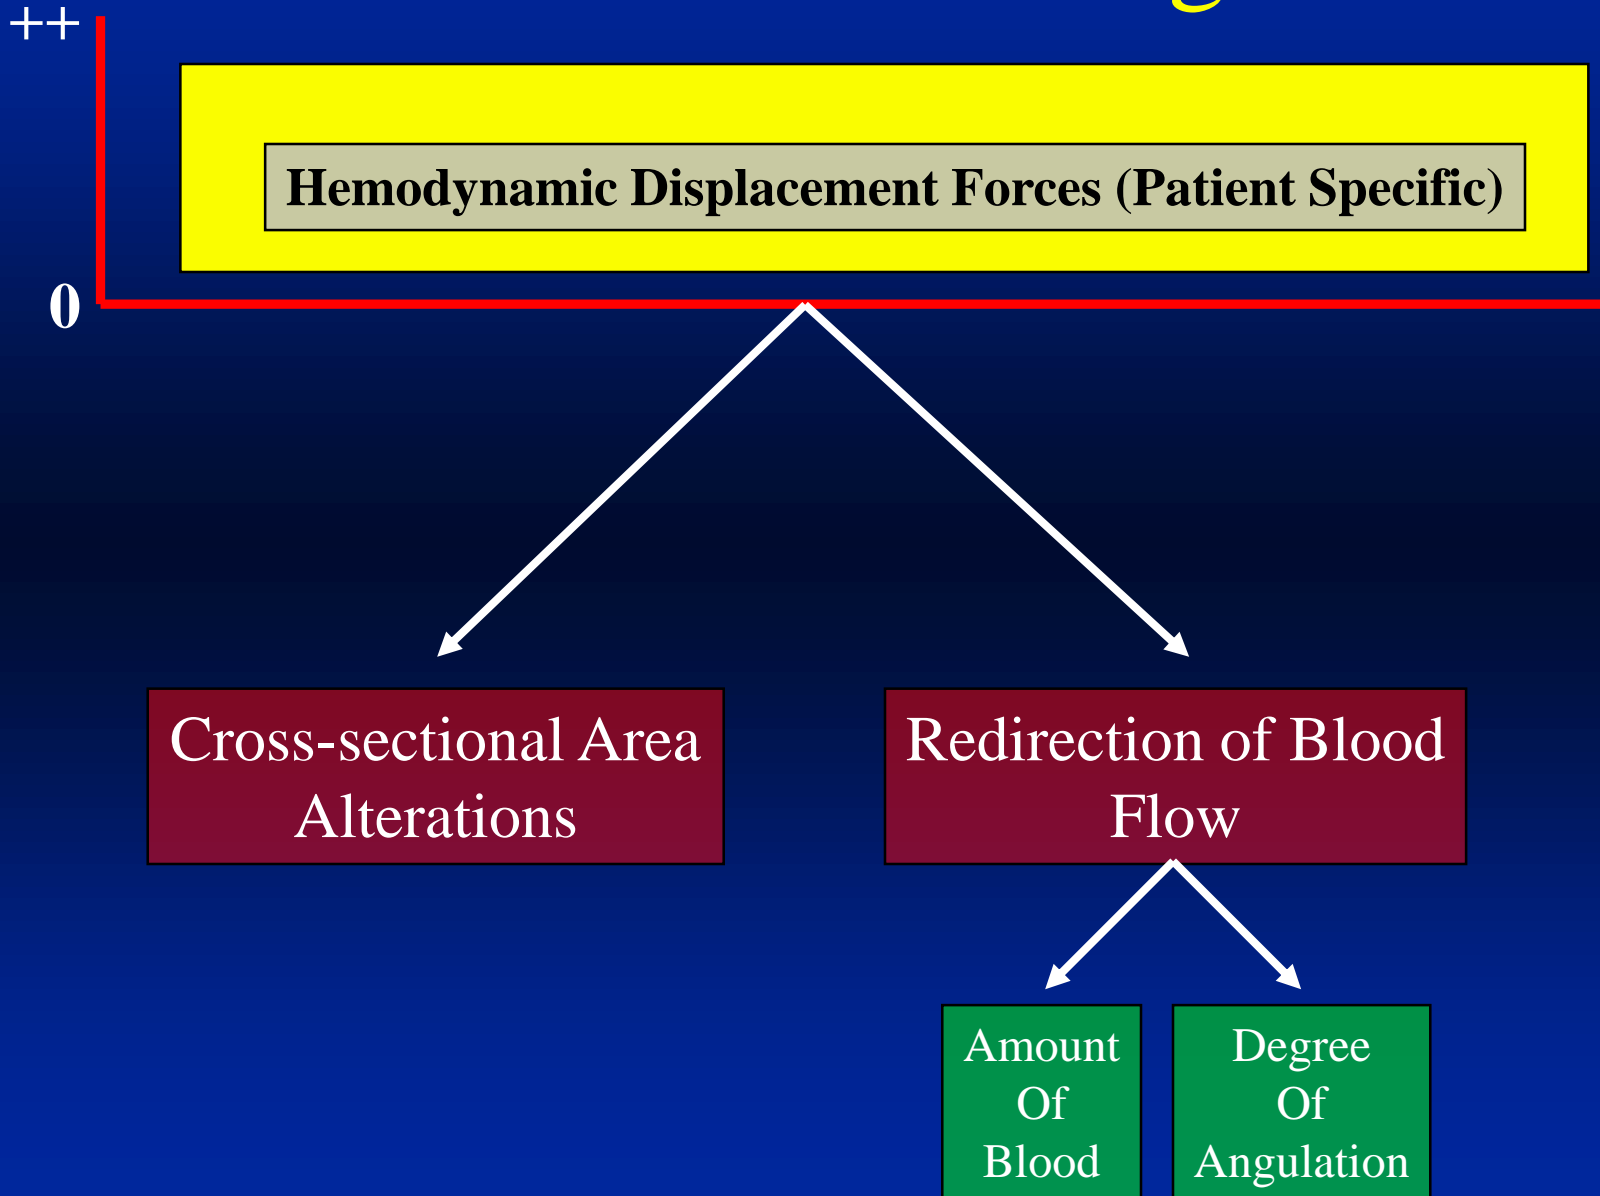 ++
Hemodynamic Displacement Forces (Patient Specific)
0
Cross-sectional Area
Alterations
Redirection of Blood
Flow
Amount
Of
Blood
Degree
Of
Angulation